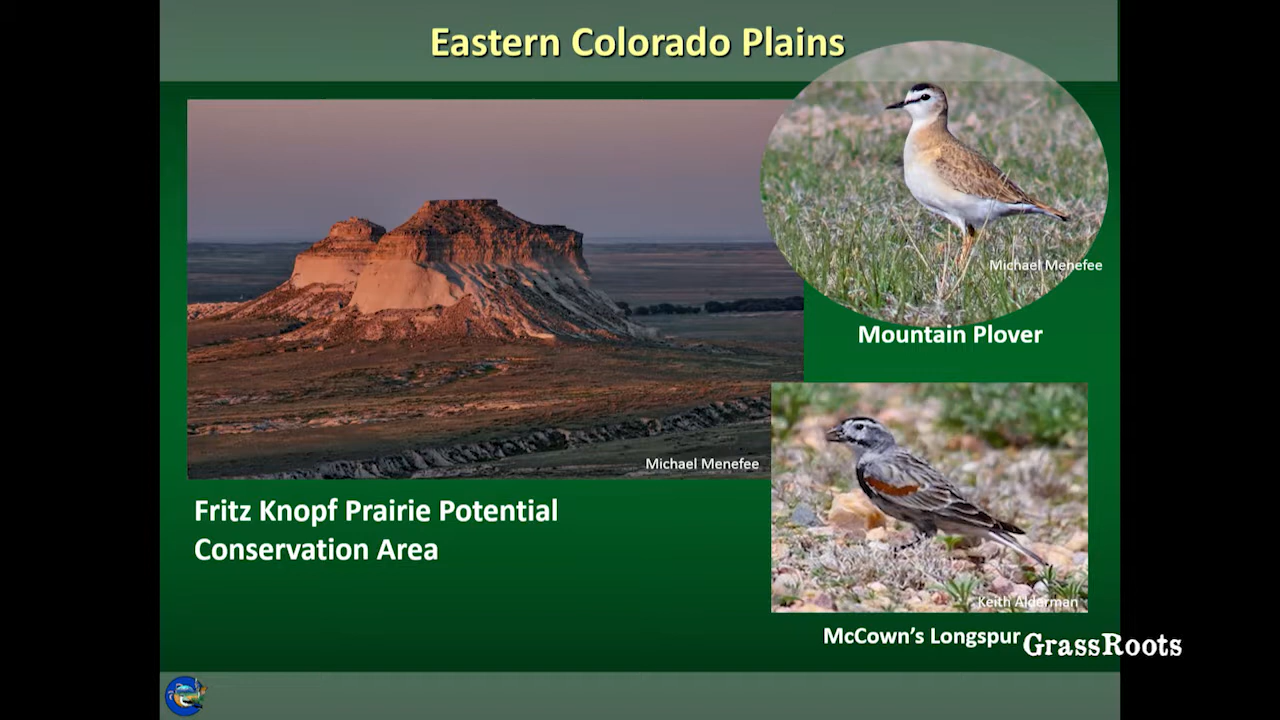 Eastern Colorado Plains
Michael Menefee
Mountain Plover
Michael Menefee
Fritz Knopf Prairie Potential
Conservation Area
Keith Alderman
McCown's Longspur
GrassRoots